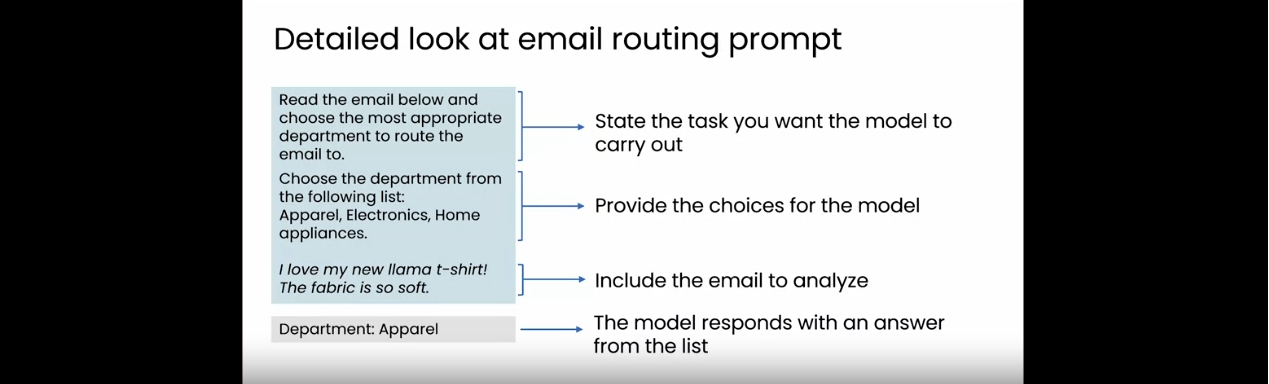 Detailed look at email routing prompt
Read the email below and
choose the most appropriate
department to route the
email to.
Choose the department from
the following list:
Apparel, Electronics, Home
appliances.
I love my new llama t-shirt!
The fabric is so soft.
Department: Apparel
State the task you want the model to
carry out
Provide the choices for the model
Include the email to analyze
The model responds with an answer
from the list